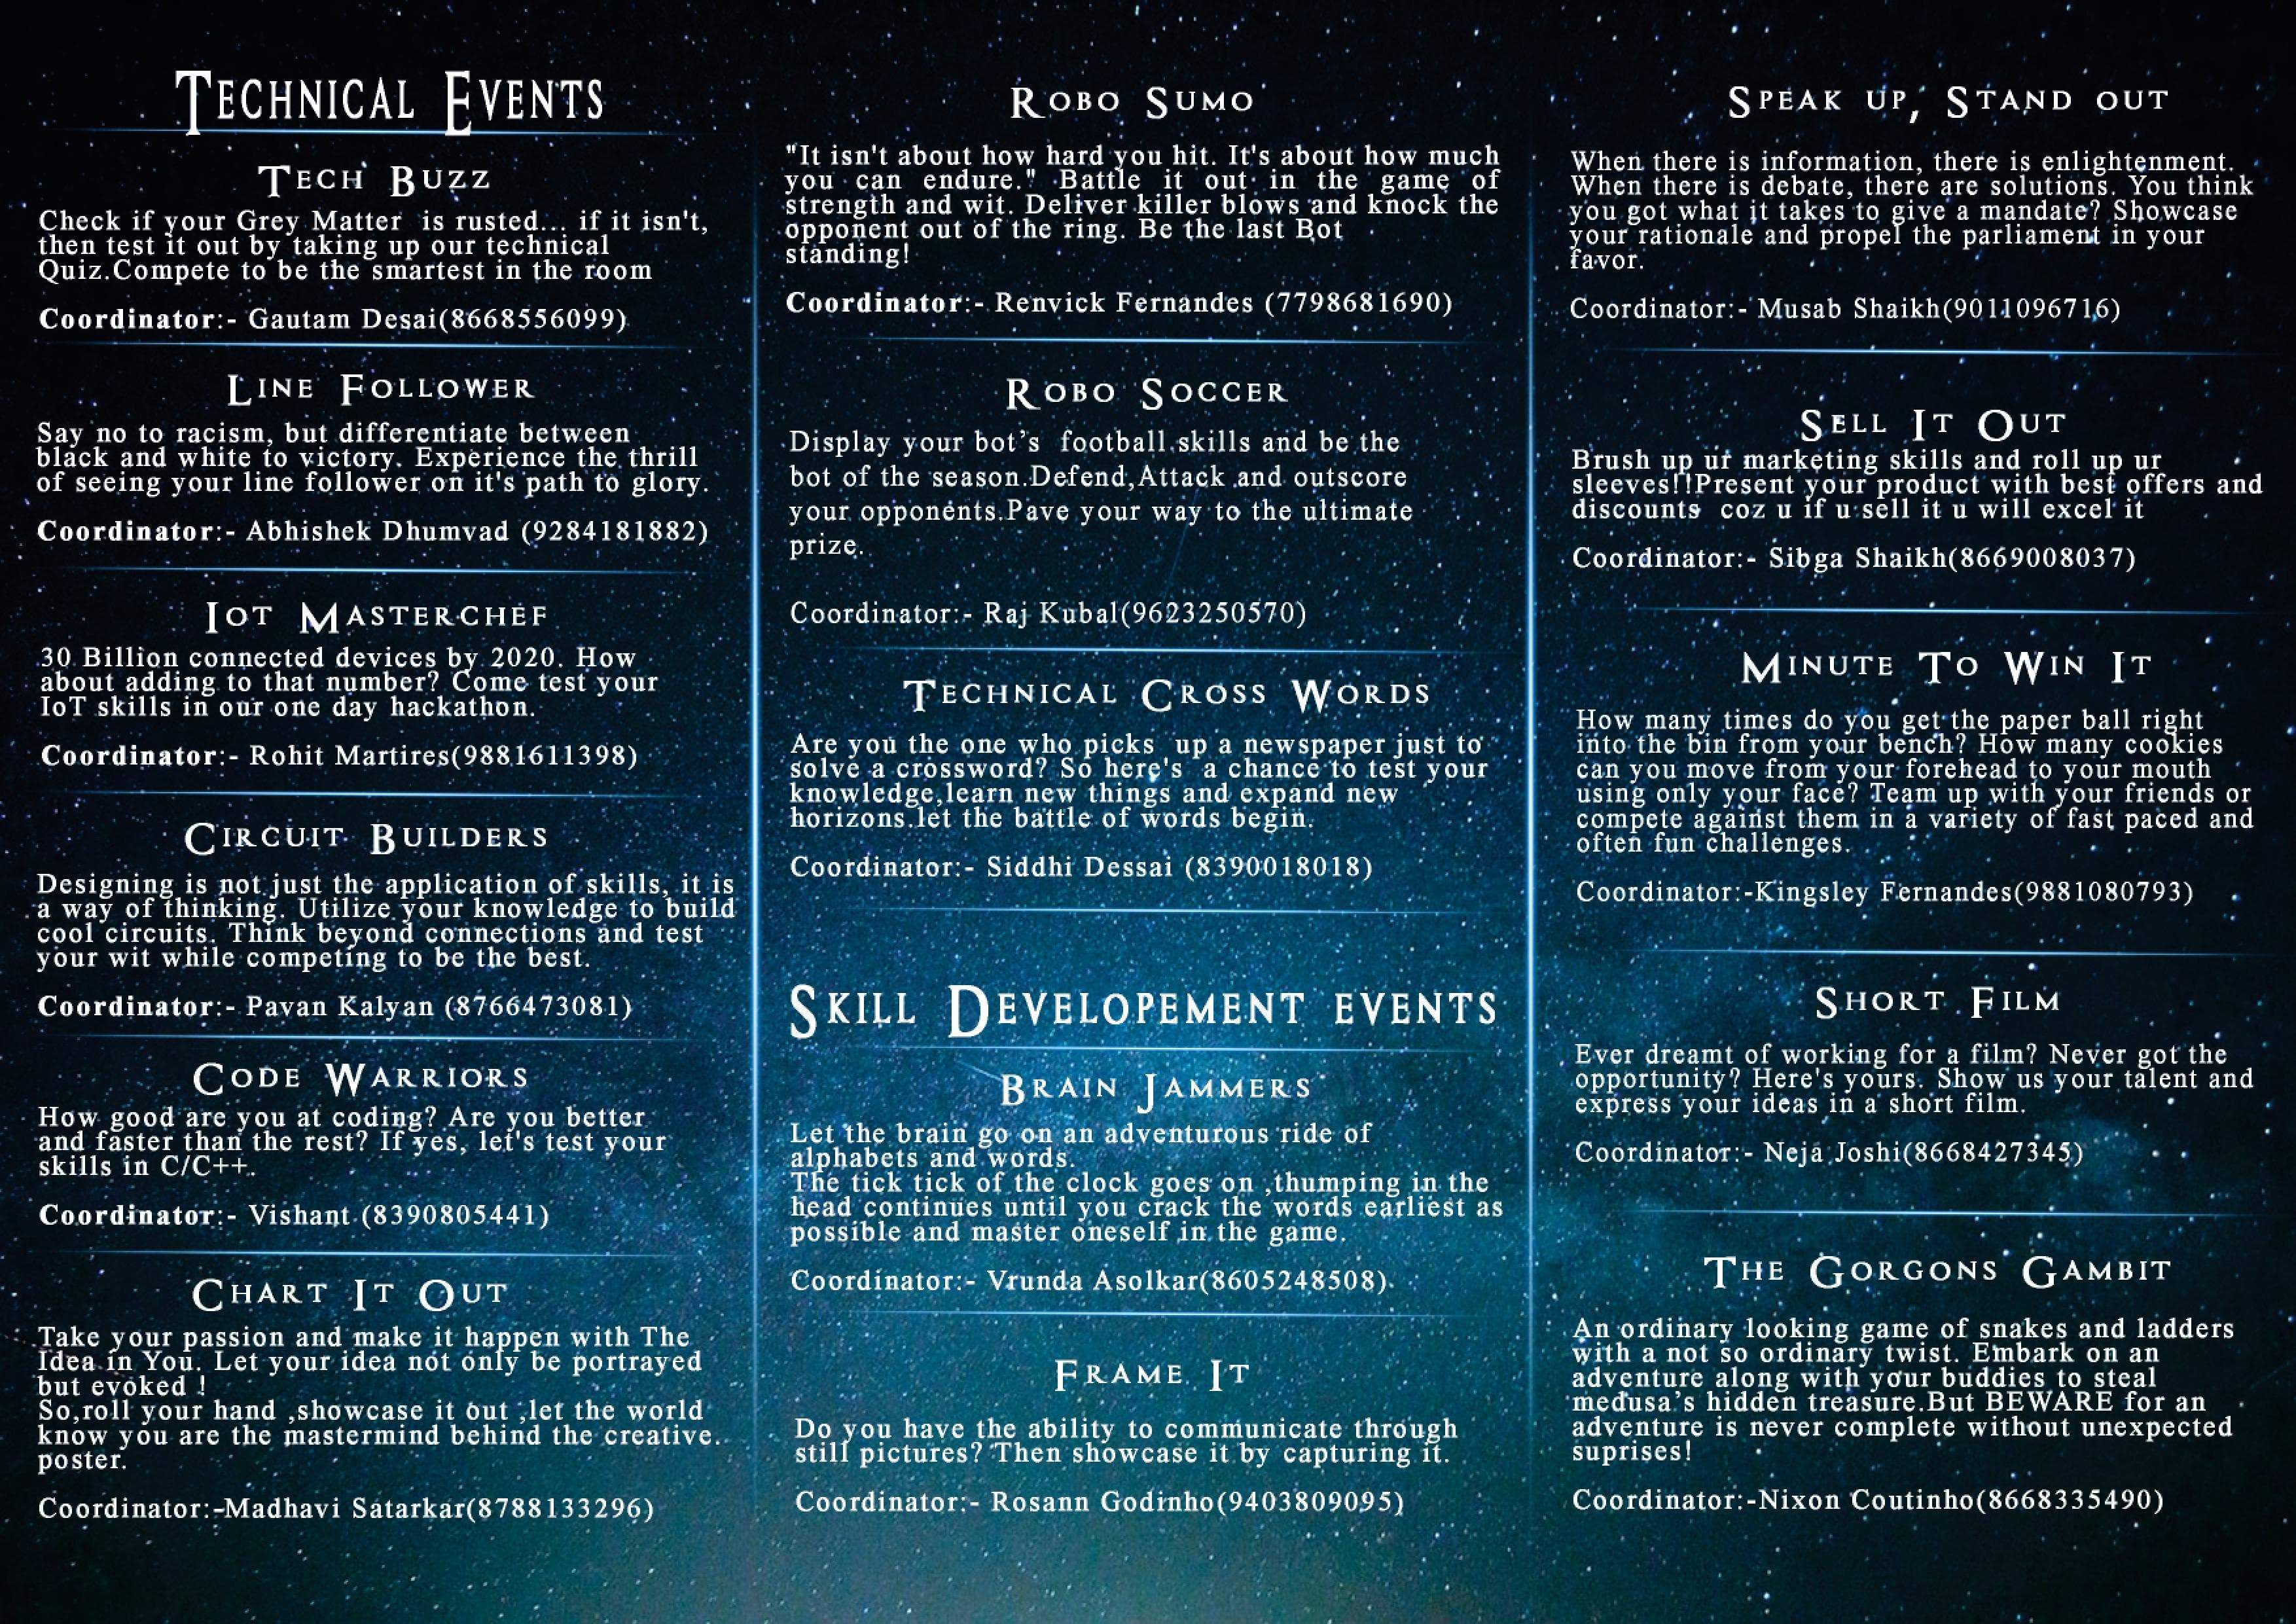 Technical Events
Tech Buzz
Check if your Grey Matter is rusted... if it isn't,
then test it out by taking up our technical
Quiz.Compete to be the smartest in the room
Coordinator:- Gautam Desai(8668556099)
Line Follower
Say no to racism, but differentiate between
black and white to victory. Experience the thrill
of seeing your line follower on it's path to glory.
Coordinator:- Abhishek Dhumvad (9284181882)
Iot Masterchef
30 Billion connected devices by 2020. How
about adding to that number? Come test your
IoT skills in our one day hackathon.
Coordinator:- Rohit Martires(9881611398)
Circuit Builders
Designing is not just the application of skills, it is
a way of thinking. Utilize your knowledge to build
cool circuits. Think beyond connections and test
your wit while competing to be the best.
Coordinator:- Pavan Kalyan (8766473081)
Code Warriors
How good are you at coding? Are you better
and faster than the rest? If yes, let's test your
skills in C/C++.
Coordinator:- Vishant (8390805441)
Chart It Out
Take your passion and make it happen with The
Idea in You. Let your idea not only be portrayed
but evoked !
So,roll your hand ,showcase it out ,let the world
know you are the mastermind behind the creative
poster.
Coordinator:-Madhavi Satarkar(8788133296)
Robo Sumo
"It isn't about how hard you hit. It's about how much
you can endure." Battle it out in the game of
strength and wit. Deliver killer blows and knock the
opponent out of the ring. Be the last Bot
standing!
Coordinator:- Renvick Fernandes (7798681690)
Robo Soccer
Display your bot's football skills and be the
bot of the season.Defend,Attack and outscore
your opponents.Pave your way to the ultimate
prize.
Coordinator:- Raj Kubal(9623250570)
Technical Cross Words
Are you the one who picks up a newspaper just to
solve a crossword? So here's a chance to test your
knowledge,learn new things and expand new
horizons.let the battle of words begin.
Coordinator:- Siddhi Dessai (8390018018)
Skill Developement events
Brain Jammers
Let the brain go on an adventurous ride of
alphabets and words.
The tick tick of the clock goes on ,thumping in the
head continues until you crack the words earliest as
possible and master oneself in the game.
Coordinator:- Vrunda Asolkar(8605248508)
Frame It
Do you have the ability to communicate through
still pictures? Then showcase it by capturing it.
Coordinator:- Rosann Godinho(9403809095)
Speak up, Stand out
When there is information, there is enlightenment.
When there is debate, there are solutions. You think
you got what it takes to give a mandate? Showcase
your rationale and propel the parliament in your
favor.
Coordinator:- Musab Shaikh(9011096716)
Sell It Out
Brush up ur marketing skills and roll up ur
sleeves!!Present your product with best offers and
discounts coz u if u sell it u will excel it
Coordinator:- Sibga Shaikh(8669008037)
Minute To Win It
How many times do you get the paper ball right
into the bin from your bench? How many cookies
can you move from your forehead to your mouth
using only your face? Team up with your friends or
compete against them in a variety of fast paced and
often fun challenges.
Coordinator:-Kingsley Fernandes(9881080793)
Short Film
Ever dreamt of working for a film? Never got the
opportunity? Here's yours. Show us your talent and
express your ideas in a short film.
Coordinator:- Neja Joshi(8668427345)
The Gorgons Gambit
An ordinary looking game of snakes and ladders
with a not so ordinary twist. Embark on an
adventure along with your buddies to steal
medusa's hidden treasure.But BEWARE for an
adventure is never complete without unexpected
suprises!
Coordinator:-Nixon Coutinho(8668335490)